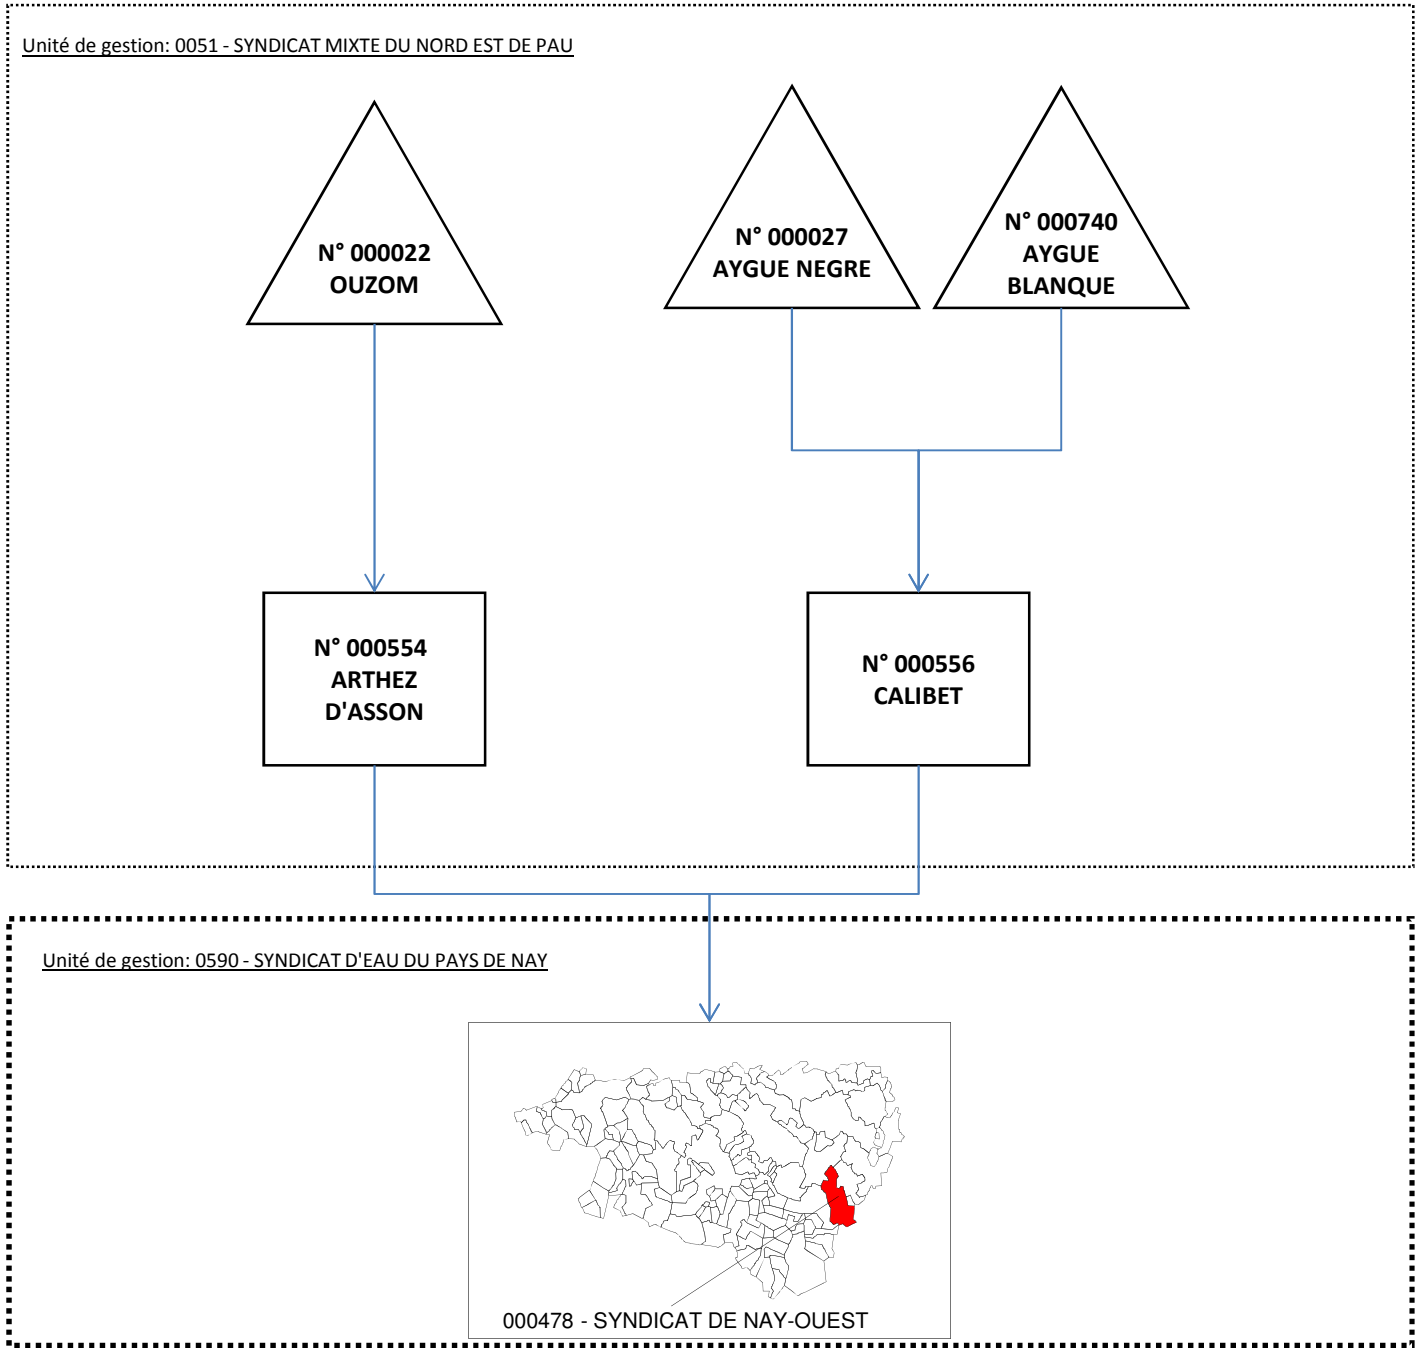 Unité de gestion: 0051 - SYNDICAT MIXTE DU NORD EST DE PAU
N° 000022
OUZOM
N° 000027
AYGUE NEGRE
N° 000740
AYGUE
BLANQUE
N° 000554
ARTHEZ
D'ASSON
N° 000556
CALIBET
Unité de gestion: 0590 - SYNDICAT D'EAU DU PAYS DE NAY
000478 - SYNDICAT DE NAY-OUEST